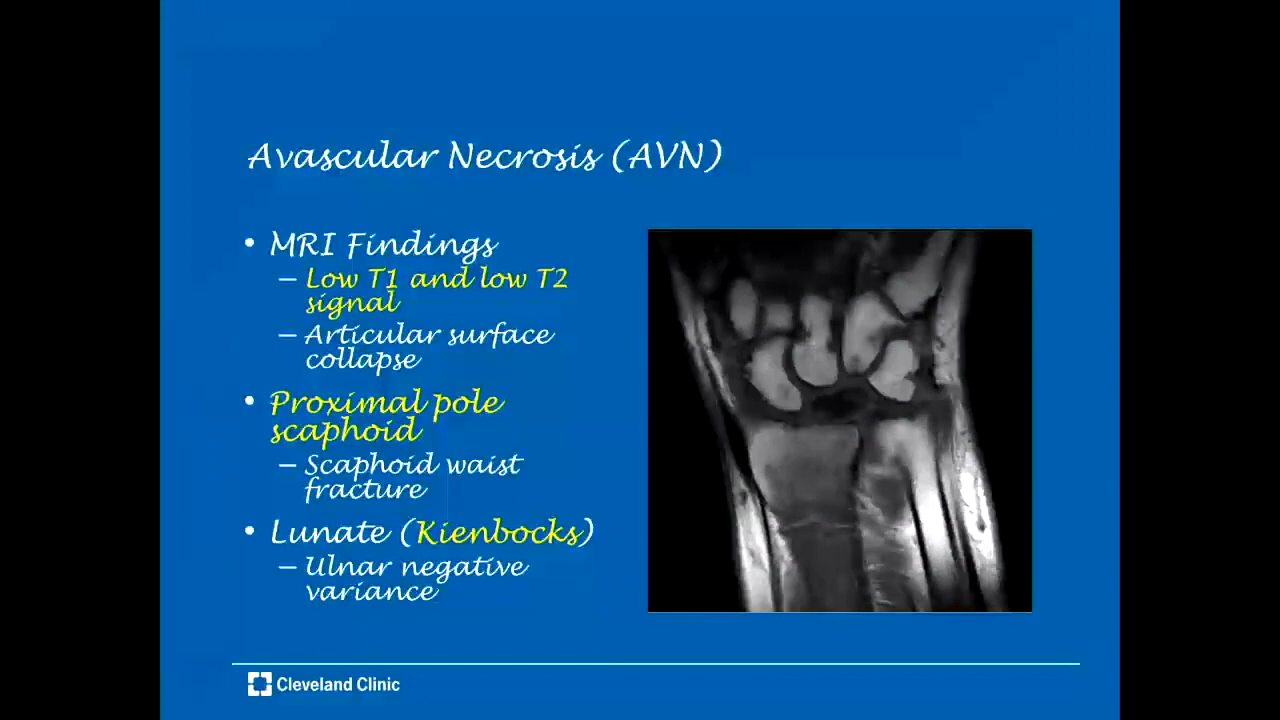 Avascular Necrosis (AVN)
• MRI Findings
– Low T1 and low T2
signal
– Articular surface
collapse
• Proximal pole
scaphoid
– Scaphoid waist
fracture
• Lunate (Kienbocks)
– Ulnar negative
variance
Cleveland Clinic